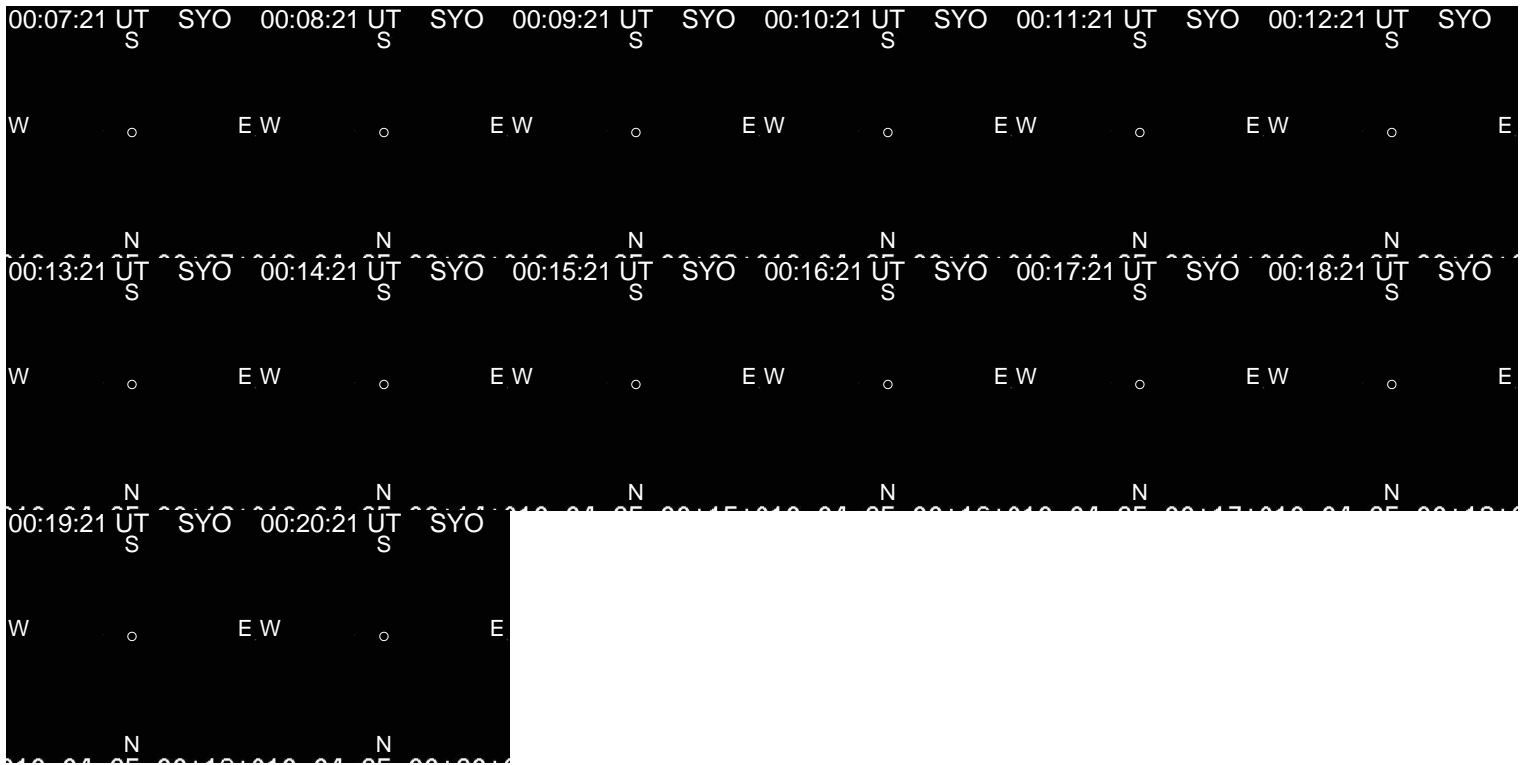 00:07:21 UT SYO 00:08:21 UT SYO 00:09:21 UT SYO 00:10:21 UT SYO 00:11:21 UT SYO 00:12:21 UT SYO
S S S S S S
W E W E W E W E W E W E
N N N N N N
00:13:21 UT SYO 00:14:21 UT SYO 00:15:21 UT SYO 00:16:21 UT SYO 00:17:21 UT SYO 00:18:21 UT SYO
S S S S S S
W E W E W E W E W E W E
N N N N N N
00:19:21 UT SYO 00:20:21 UT SYO
S S
W E W E
N N